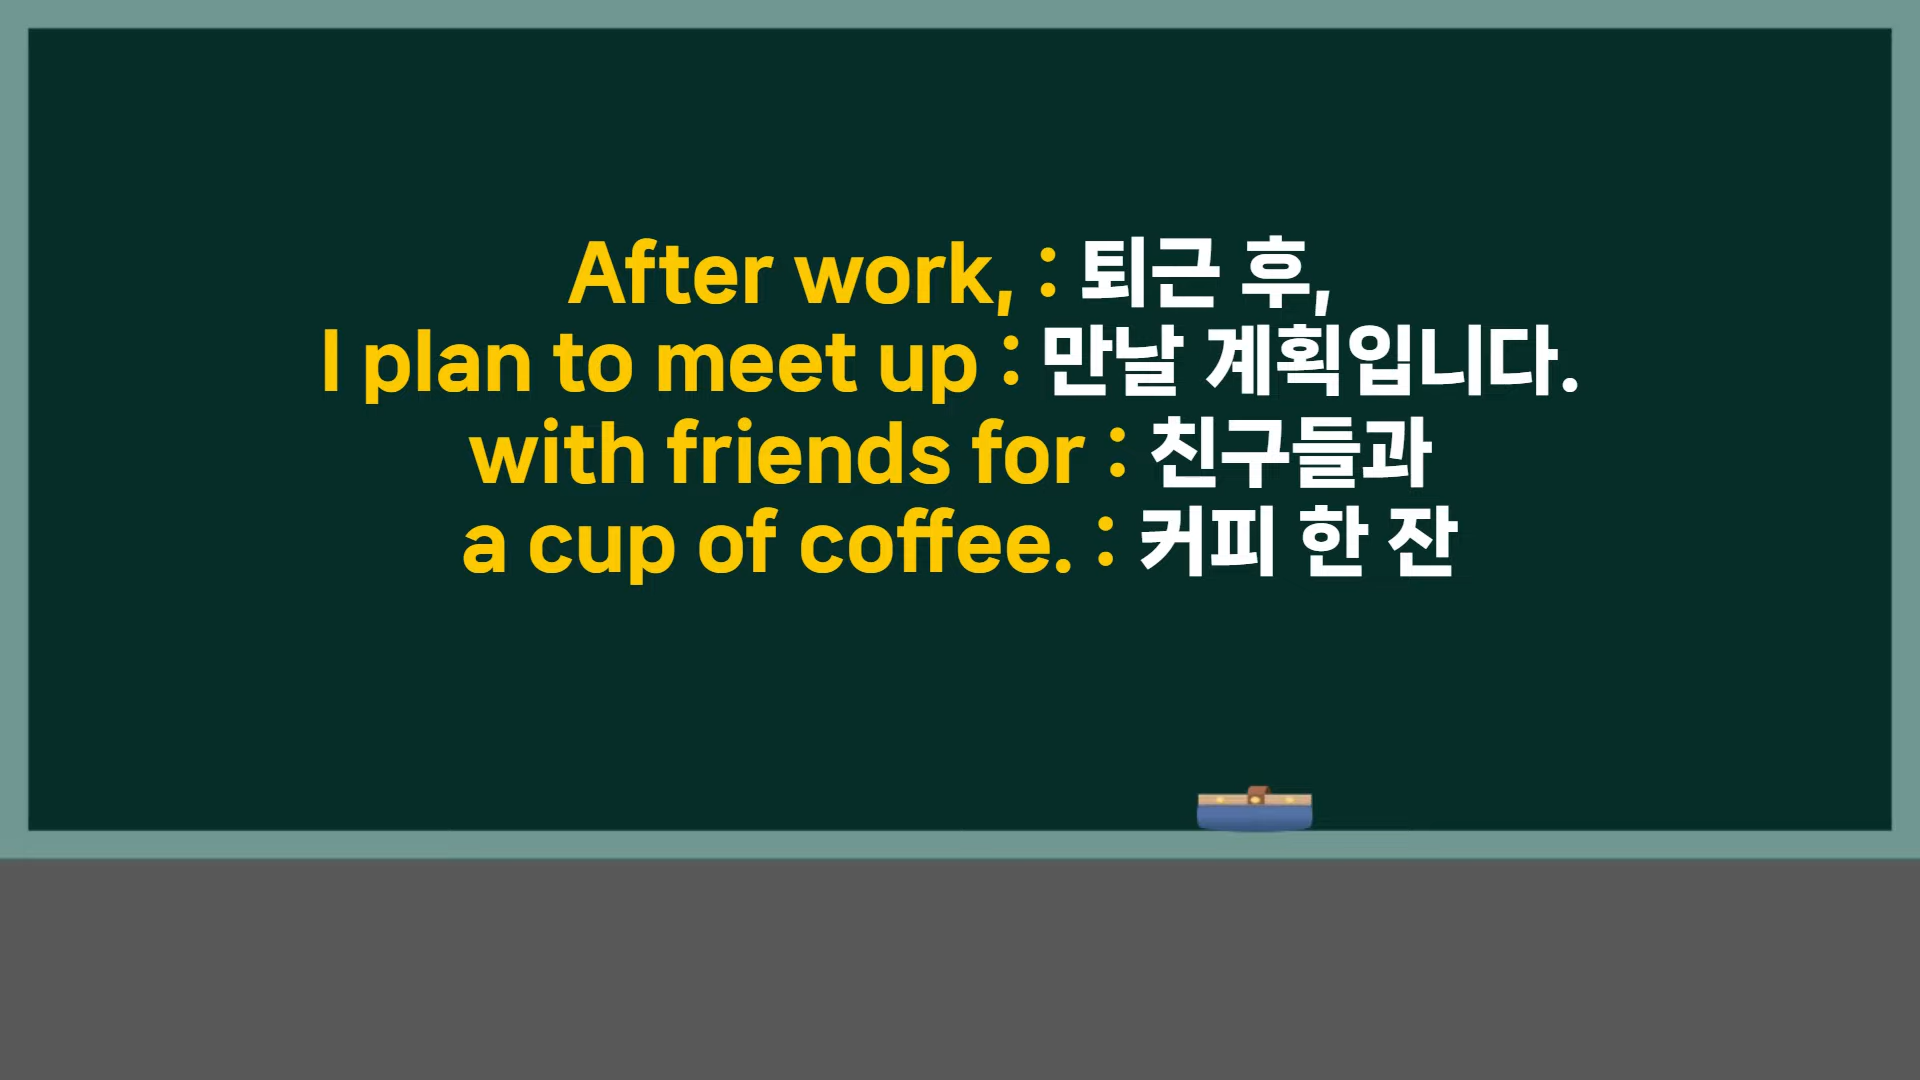 After work, : 퇴근 후,
I plan to meet up : 만날 계획입니다.
with friends for : 친구들과
a cup of coffee. : 커피 한 잔